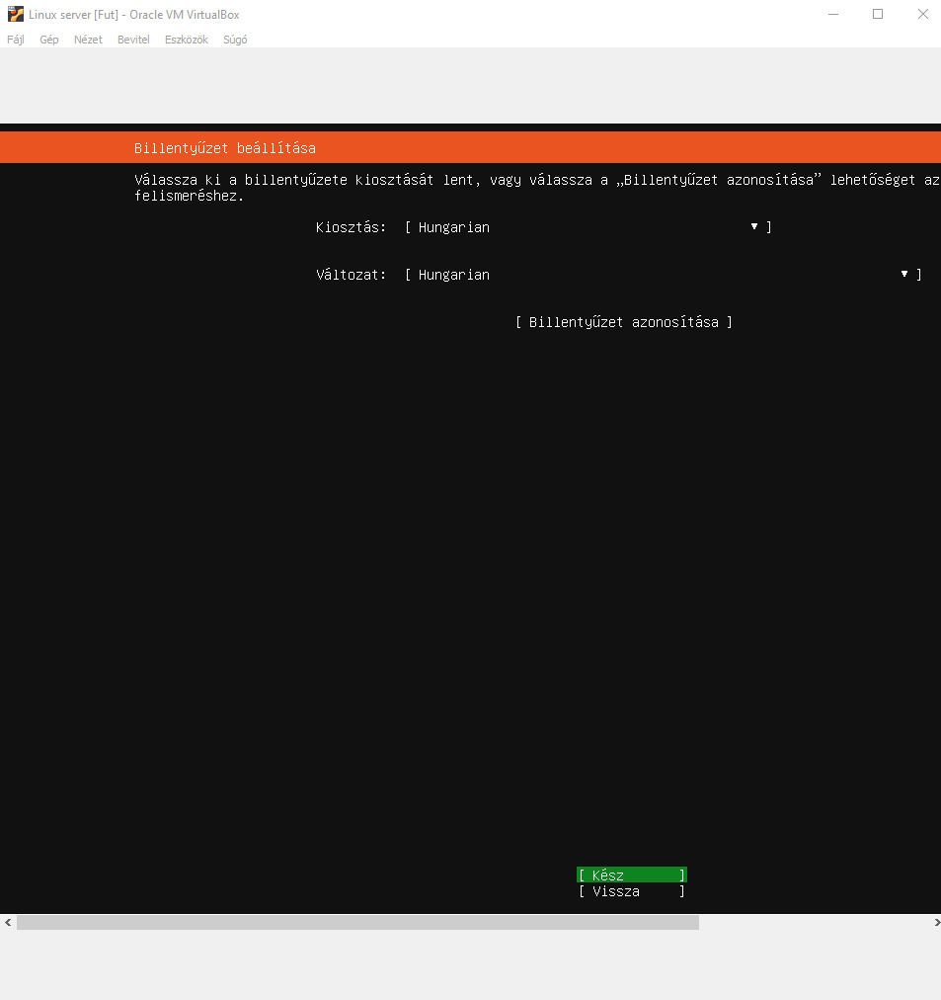 Linux server [Fut] - Oracle VM VirtualBox
Fájl Gép Nézet Bevitel Eszközök Súgó
Billentyűzet beállítása
Válassza ki a billentyűzete kiosztását lent, vagy válassza a „Billentyűzet azonosítása” lehetőséget az
felismeréshez.
Kiosztás: [ Hungarian ▾ ]
Változat: [ Hungarian ▾ ]
[ Billentyűzet azonosítása ]
[ Kész ]
[ Vissza ]